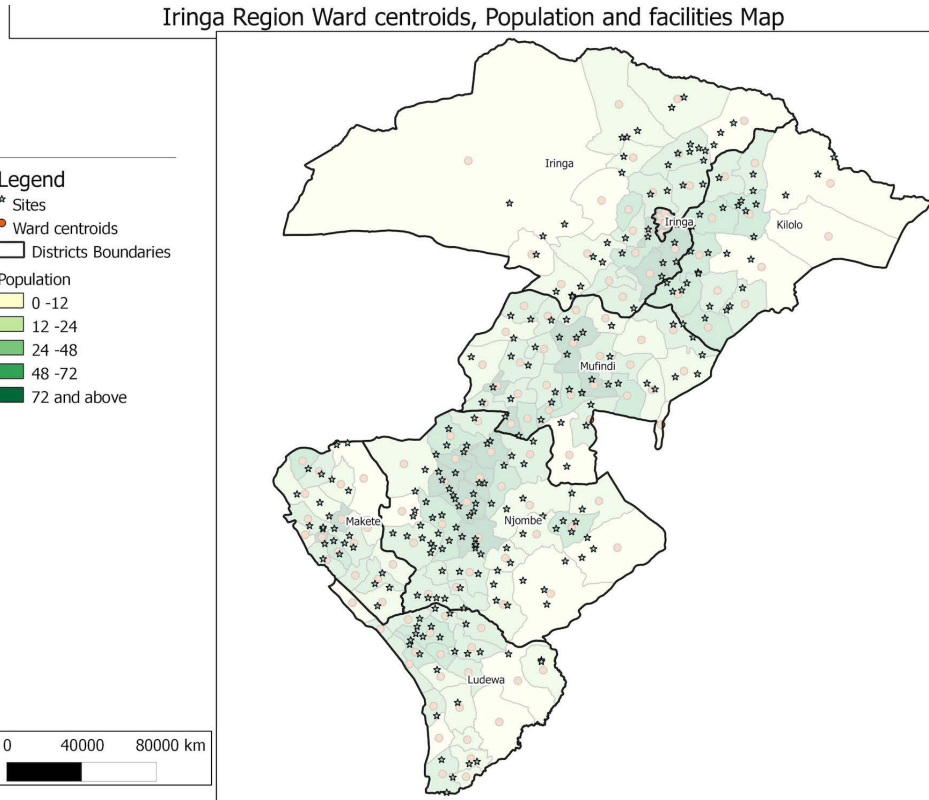 Iringa Region Ward centroids, Population and facilities Map
Legend
Sites
Ward centroids
Districts Boundaries
Population
0 -12
12 -24
24 -48
48 -72
72 and above
0 40000 80000 km
Iringa
Iringa
Kilolo
Mufindi
Njombe
Makete
Ludewa